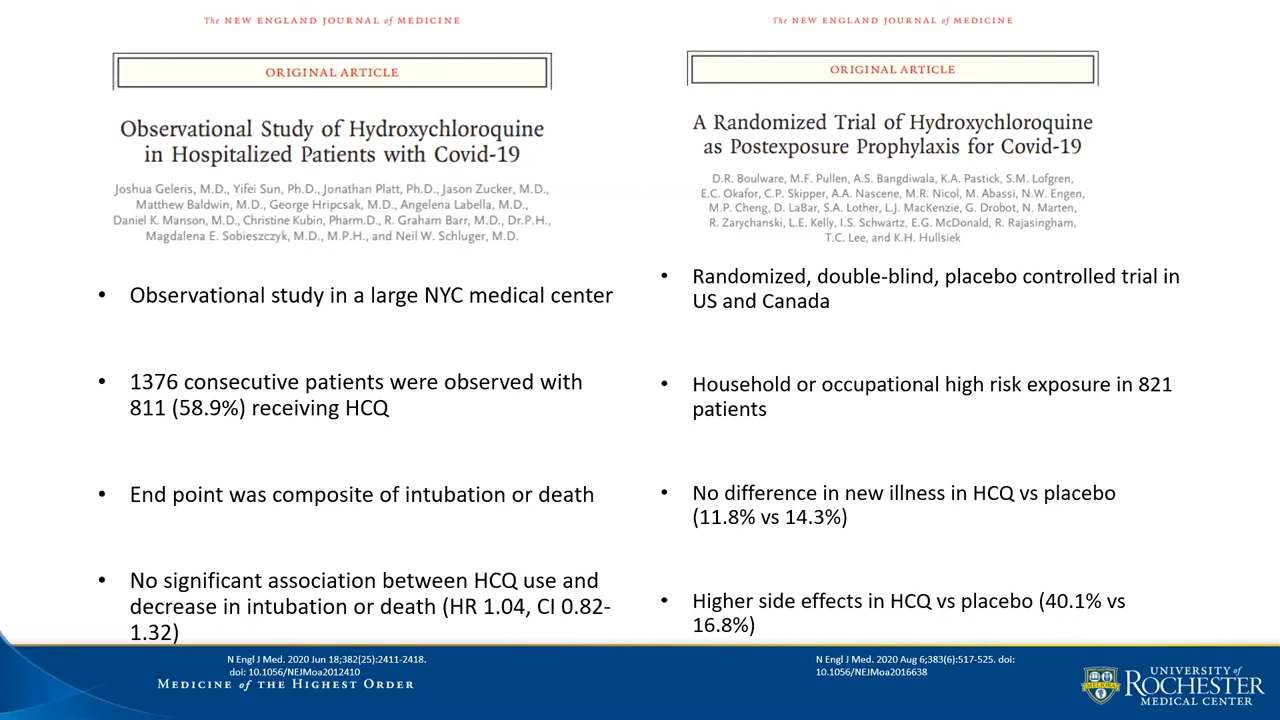 The NEW ENGLAND JOURNAL of MEDICINE
ORIGINAL ARTICLE
Observational Study of Hydroxychloroquine
in Hospitalized Patients with Covid-19
Joshua Geleris, M.D., Yifei Sun, Ph.D., Jonathan Platt, Ph.D., Jason Zucker, M.D.,
Matthew Baldwin, M.D., George Hripcsak, M.D., Angelena Labella, M.D.,
Daniel K. Manson, M.D., Christine Kubin, Pharm.D., R. Graham Barr, M.D., Dr.P.H.,
Magdalena E. Sobieszczyk, M.D., M.P.H., and Neil W. Schluger, M.D.
• Observational study in a large NYC medical center
• 1376 consecutive patients were observed with
811 (58.9%) receiving HCQ
• End point was composite of intubation or death
• No significant association between HCQ use and
decrease in intubation or death (HR 1.04, CI 0.82-
1.32)
The NEW ENGLAND JOURNAL of MEDICINE
ORIGINAL ARTICLE
A Randomized Trial of Hydroxychloroquine
as Postexposure Prophylaxis for Covid-19
D.R. Boulware, M.F. Pullen, A.S. Bangdiwala, K.A. Pastick, S.M. Lofgren,
E.C. Okafor, C.P. Skipper, A.A. Nascene, M.R. Nicol, M. Abassi, N.W. Engen,
M.P. Cheng, D. LaBar, S.A. Lother, L.J. MacKenzie, G. Drobot, N. Marten,
R. Zarychanski, L.E. Kelly, I.S. Schwartz, E.G. McDonald, R. Rajasingham,
T.C. Lee, and K.H. Hullsiek
• Randomized, double-blind, placebo controlled trial in
US and Canada
• Household or occupational high risk exposure in 821
patients
• No difference in new illness in HCQ vs placebo
(11.8% vs 14.3%)
• Higher side effects in HCQ vs placebo (40.1% vs
16.8%)
N Engl J Med. 2020 Jun 18;382(25):2411-2418.
doi: 10.1056/NEJMoa2012410
MEDICINE of THE HIGHEST ORDER
N Engl J Med. 2020 Aug 6;383(6):517-525. doi:
10.1056/NEJMoa2016638
MELIORA
UNIVERSITY of
ROCHESTER
MEDICAL CENTER